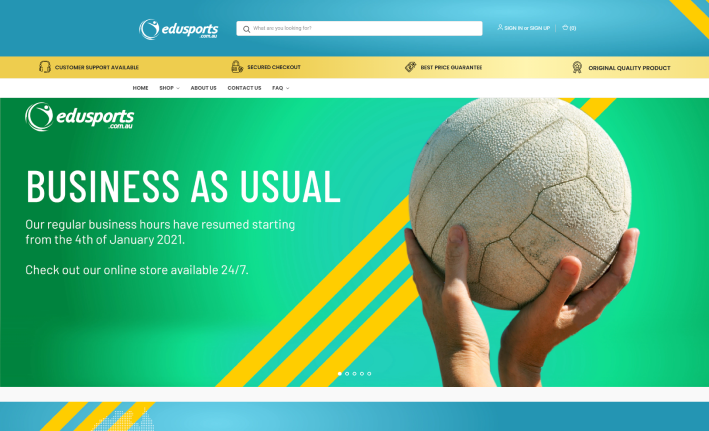 edusports
.com.au
What are you looking for?
SIGN IN or SIGN UP
(0)
CUSTOMER SUPPORT AVAILABLE
SECURED CHECKOUT
BEST PRICE GUARANTEE
ORIGINAL QUALITY PRODUCT
HOME SHOP ABOUT US CONTACT US FAQ
edusports
.com.au
BUSINESS AS USUAL
Our regular business hours have resumed starting
from the 4th of January 2021.
Check out our online store available 24/7.